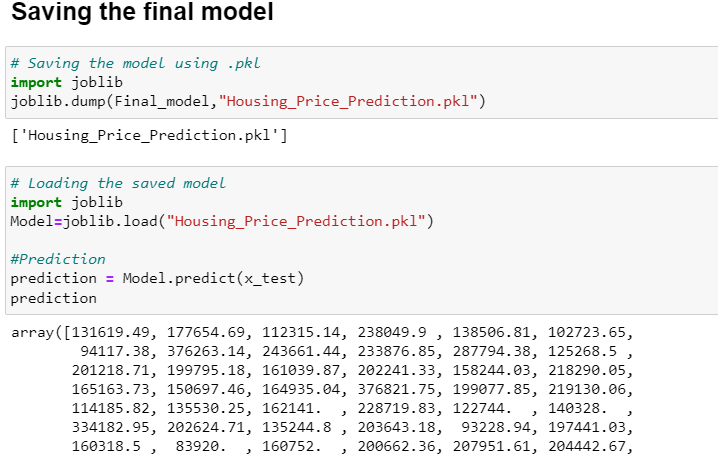 Saving the final model
# Saving the model using .pkl
import joblib
joblib.dump(Final_model,"Housing_Price_Prediction.pkl")
['Housing_Price_Prediction.pkl']
# Loading the saved model
import joblib
Model=joblib.load("Housing_Price_Prediction.pkl")
#Prediction
prediction = Model.predict(x_test)
prediction
array([131619.49, 177654.69, 112315.14, 238049.9 , 138506.81, 102723.65,
94117.38, 376263.14, 243661.44, 233876.85, 287794.38, 125268.5 ,
201218.71, 199795.18, 161039.87, 202241.33, 158244.03, 218290.05,
165163.73, 150697.46, 164935.04, 376821.75, 199077.85, 219130.06,
114185.82, 135530.25, 162141. , 228719.83, 122744. , 140328. ,
334182.95, 202624.71, 135244.8 , 203643.18, 93228.94, 197441.03,
160318.5 , 83920. , 160752. , 200662.36, 207951.61, 204442.67,